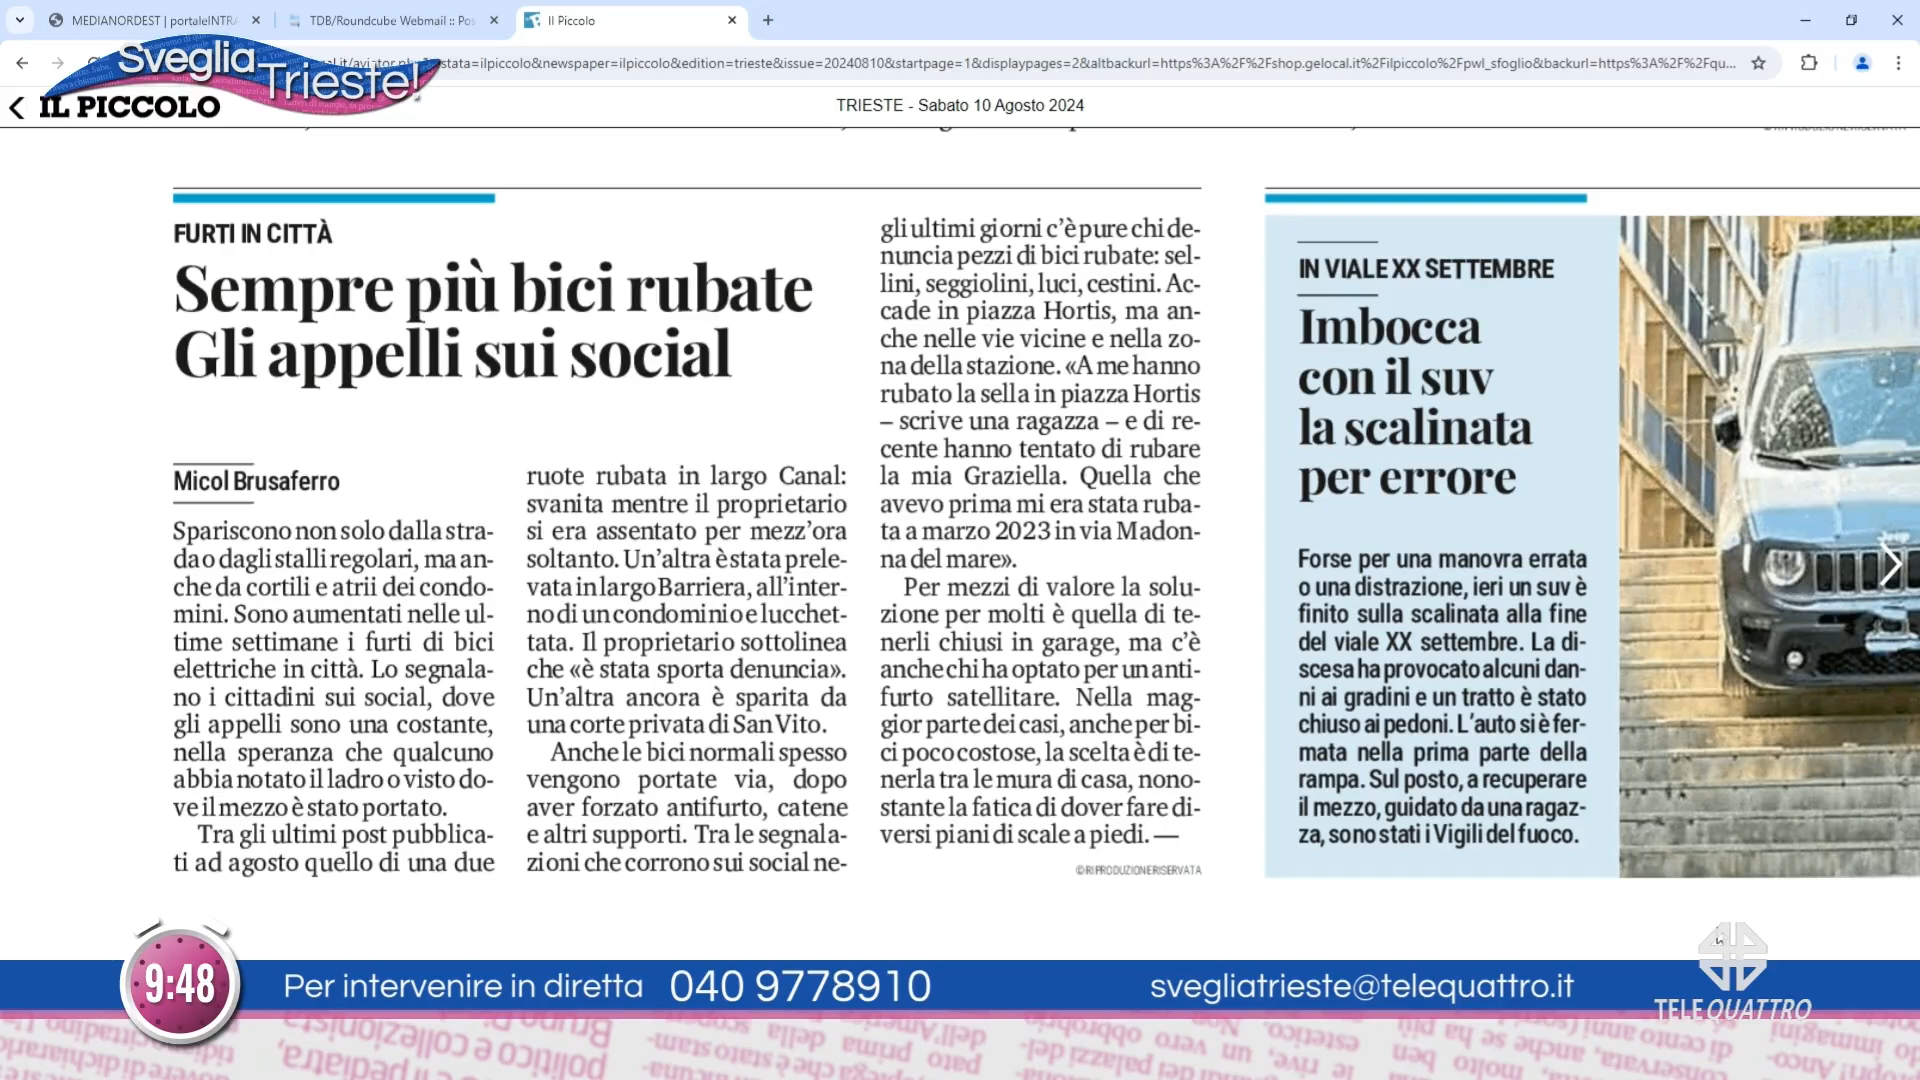 MEDIANORDEST | portaleINTRA
TDB/Roundcube Webmail :: Pos
Il Piccolo
stata=ilpiccolo&newspaper=ilpiccolo&edition=trieste&issue=20240810&startpage=1&displaypages=2&altbackurl=https%3A%2F%2Fshop.gelocal.it%2Filpiccolo%2Fpwl_sfoglio&backurl=https%3A%2F%2Fqu...
Sveglia
Trieste!
IL PICCOLO
TRIESTE - Sabato 10 Agosto 2024
FURTI IN CITTÀ
Sempre più bici rubate
Gli appelli sui social
Micol Brusaferro
Spariscono non solo dalla stra-
da o dagli stalli regolari, ma an-
che da cortili e atrii dei condo-
mini. Sono aumentati nelle ul-
time settimane i furti di bici
elettriche in città. Lo segnala-
no i cittadini sui social, dove
gli appelli sono una costante,
nella speranza che qualcuno
abbia notato il ladro o visto do-
ve il mezzo è stato portato.
Tra gli ultimi post pubblica-
ti ad agosto quello di una due
ruote rubata in largo Canal:
svanita mentre il proprietario
si era assentato per mezz'ora
soltanto. Un'altra è stata prele-
vata in largo Barriera, all'inter-
no di un condominio e lucchet-
tata. Il proprietario sottolinea
che «è stata sporta denuncia».
Un'altra ancora è sparita da
una corte privata di San Vito.
Anche le bici normali spesso
vengono portate via, dopo
aver forzato antifurto, catene
e altri supporti. Tra le segnala-
zioni che corrono sui social ne-
gli ultimi giorni c'è pure chi de-
nuncia pezzi di bici rubate: sel-
lini, seggiolini, luci, cestini. Ac-
cade in piazza Hortis, ma an-
che nelle vie vicine e nella zo-
na della stazione. «A me hanno
rubato la sella in piazza Hortis
– scrive una ragazza – e di re-
cente hanno tentato di rubare
la mia Graziella. Quella che
avevo prima mi era stata ruba-
ta a marzo 2023 in via Madon-
na del mare».
Per mezzi di valore la solu-
zione per molti è quella di te-
nerli chiusi in garage, ma c'è
anche chi ha optato per un anti-
furto satellitare. Nella mag-
gior parte dei casi, anche per bi-
ci poco costose, la scelta è di te-
nerla tra le mura di casa, nono-
stante la fatica di dover fare di-
versi piani di scale a piedi. —
© RIPRODUZIONE RISERVATA
IN VIALE XX SETTEMBRE
Imbocca
con il suv
la scalinata
per errore
Forse per una manovra errata
o una distrazione, ieri un suv è
finito sulla scalinata alla fine
del viale XX settembre. La di-
scesa ha provocato alcuni dan-
ni ai gradini e un tratto è stato
chiuso ai pedoni. L'auto si è fer-
mata nella prima parte della
rampa. Sul posto, a recuperare
il mezzo, guidato da una ragaz-
za, sono stati i Vigili del fuoco.
Jeep
9:48
Per intervenire in diretta 040 9778910
svegliatrieste@telequattro.it
TELEQUATTRO